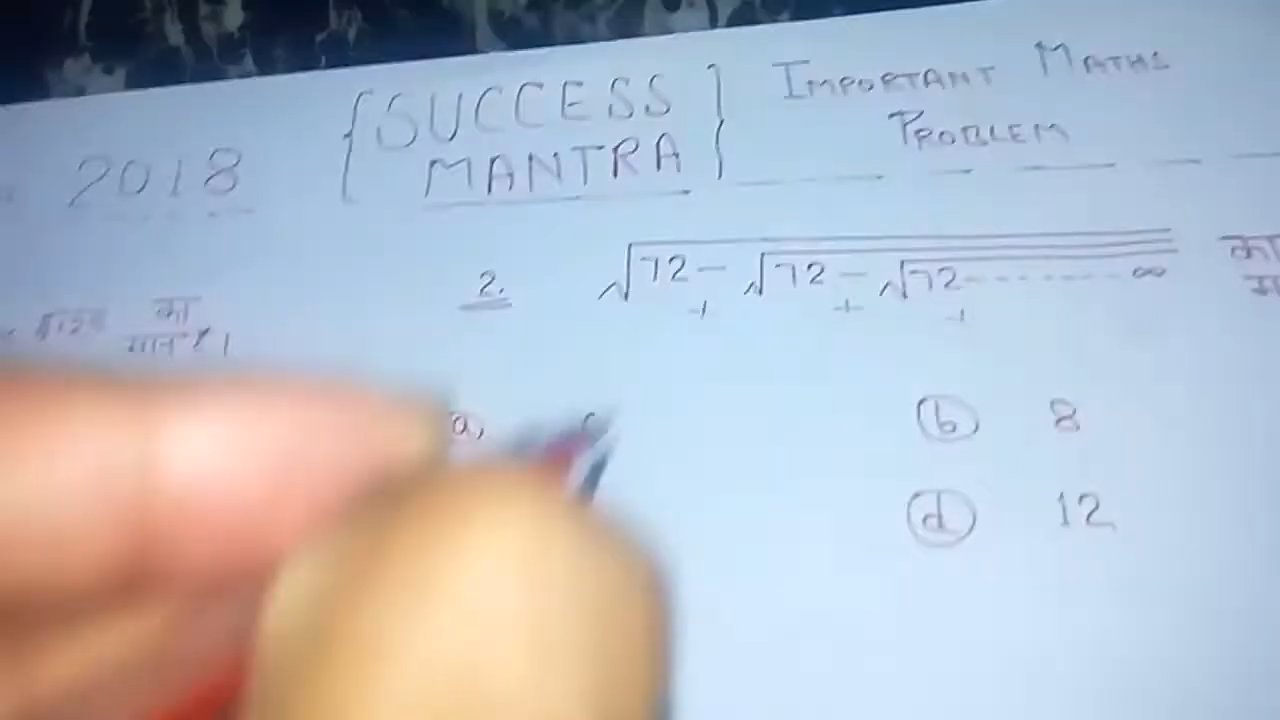 2018
{SUCCESS
MANTRA}
IMPORTANT MATHS
PROBLEM
2. √72 - √72 - √72 ........ ∞ का
+ + +
का
मान है।
a,
(b) 8
(d) 12